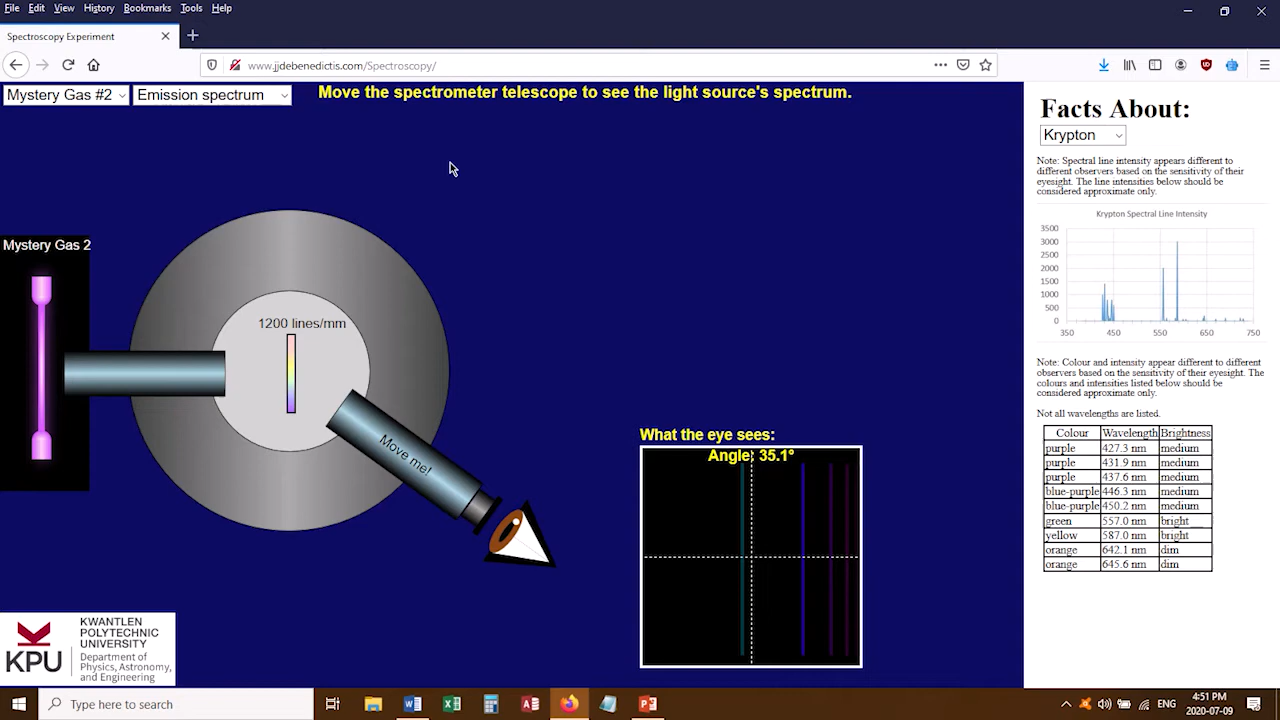 File Edit View History Bookmarks Tools Help
Spectroscopy Experiment
www.jjdebenedictis.com/Spectroscopy/
Mystery Gas #2
Emission spectrum
Move the spectrometer telescope to see the light source's spectrum.
Mystery Gas 2
1200 lines/mm
Move me!
What the eye sees:
Angle: 35.1°
KPU
KWANTLEN
POLYTECHNIC
UNIVERSITY
Department of
Physics, Astronomy,
and Engineering
Facts About:
Krypton
Note: Spectral line intensity appears different to
different observers based on the sensitivity of their
eyesight. The line intensities below should be
considered approximate only.
Krypton Spectral Line Intensity
3500
3000
2500
2000
1500
1000
500
0
350 450 550 650 750
Note: Colour and intensity appear different to different
observers based on the sensitivity of their eyesight. The
colours and intensities listed below should be
considered approximate only.
Not all wavelengths are listed.
Colour Wavelength Brightness
purple 427.3 nm medium
purple 431.9 nm medium
purple 437.6 nm medium
blue-purple 446.3 nm medium
blue-purple 450.2 nm medium
green 557.0 nm bright
yellow 587.0 nm bright
orange 642.1 nm dim
orange 645.6 nm dim
Type here to search
ENG
4:51 PM
2020-07-09